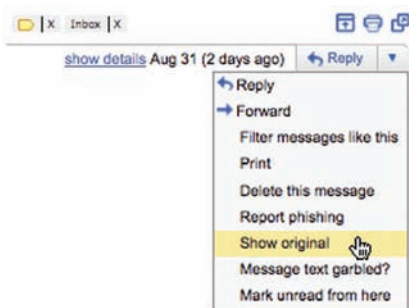 x Inbox x
show details Aug 31 (2 days ago) Reply
Reply
Forward
Filter messages like this
Print
Delete this message
Report phishing
Show original
Message text garbled?
Mark unread from here